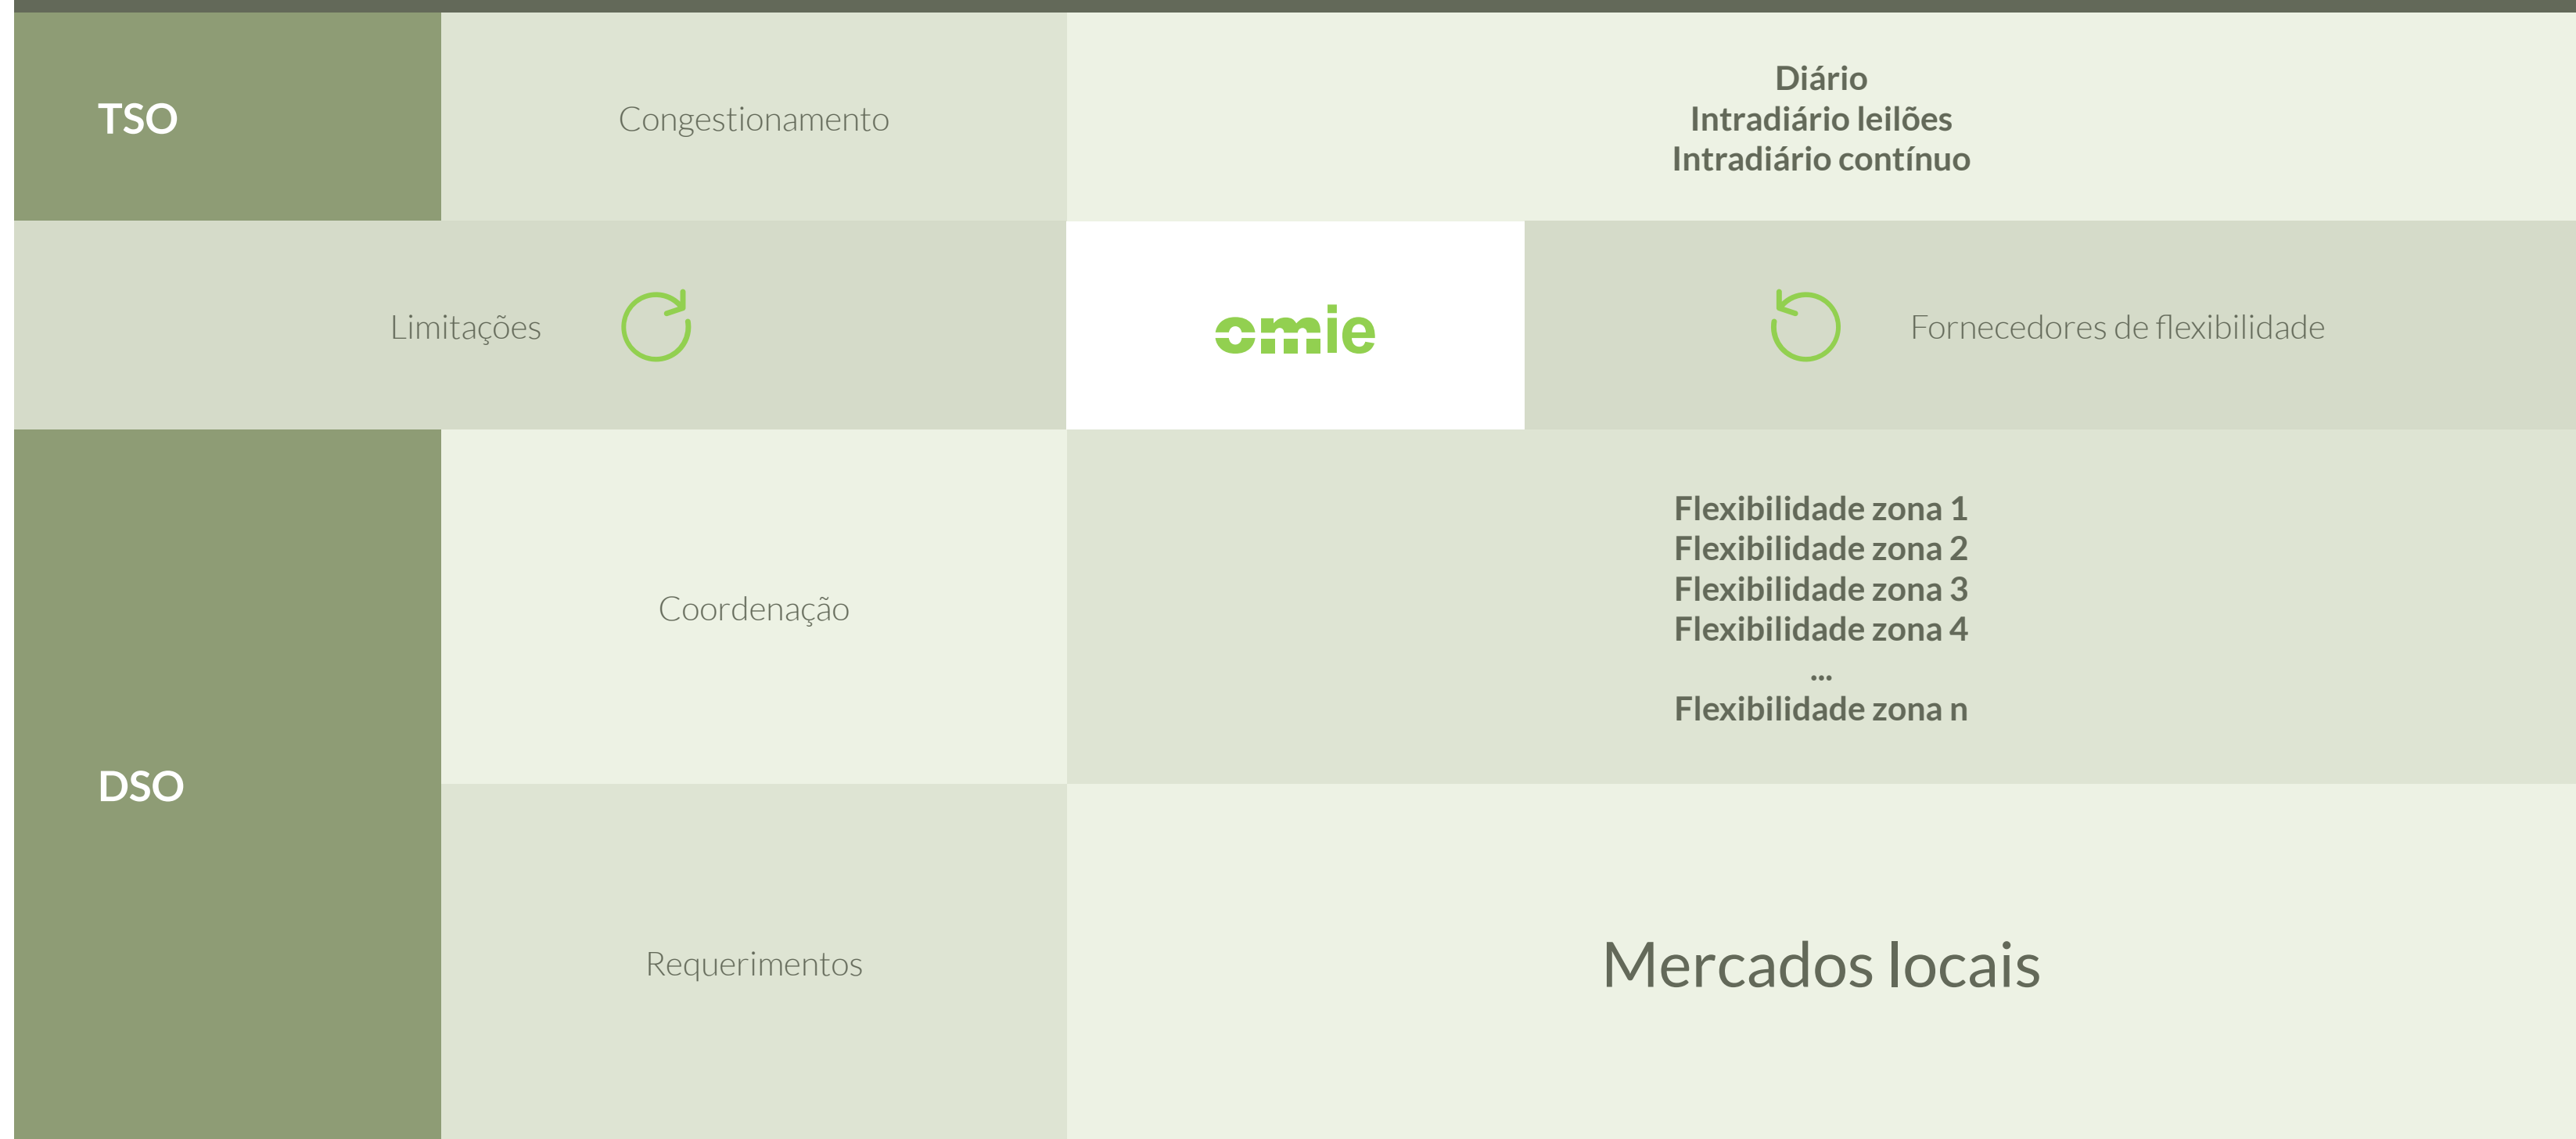 TSO
Congestionamento
Diário
Intradiário leilões
Intradiário contínuo
Limitações
omie
Fornecedores de flexibilidade
DSO
Coordenação
Flexibilidade zona 1
Flexibilidade zona 2
Flexibilidade zona 3
Flexibilidade zona 4
...
Flexibilidade zona n
Requerimentos
Mercados locais